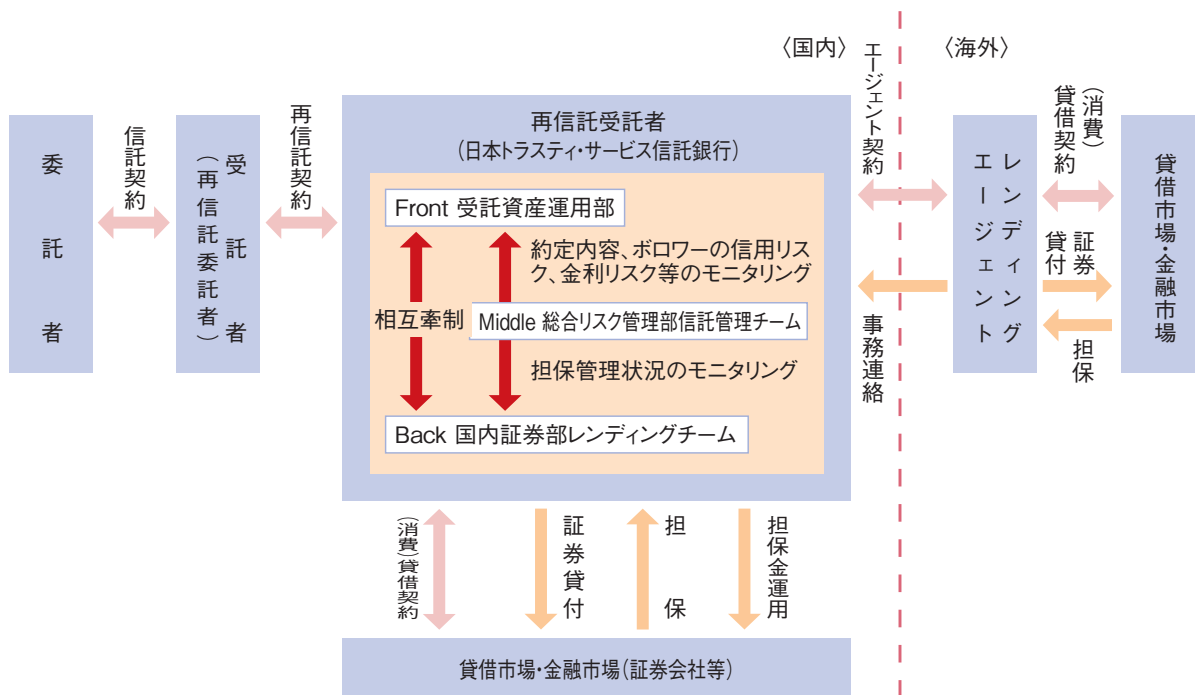 〈国内〉
〈海外〉
委託者
信託契約
受託者
（再信託委託者）
再信託契約
再信託受託者
(日本トラスティ・サービス信託銀行)
Front 受託資産運用部
約定内容、ボロワーの信用リス
ク、金利リスク等のモニタリング
相互牽制
Middle 総合リスク管理部信託管理チーム
担保管理状況のモニタリング
Back 国内証券部レンディングチーム
エージェント契約
事務連絡
レンディング
エージェント
(消費)
貸借契約
証券
貸付
担保
貸借市場・金融市場
(消費)貸借契約
証券貸付
担保
担保金運用
貸借市場・金融市場(証券会社等)